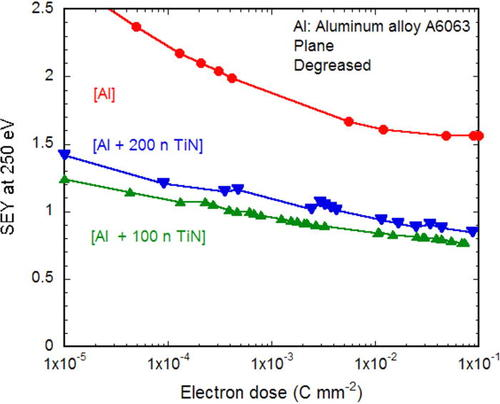 2.5
2
1.5
1
0.5
0
SEY at 250 eV
Al: Aluminum alloy A6063
Plane
Degreased
[Al]
[Al + 200 n TiN]
[Al + 100 n TiN]
1x10⁻⁵
1x10⁻⁴
1x10⁻³
1x10⁻²
1x10⁻¹
Electron dose (C mm⁻²)